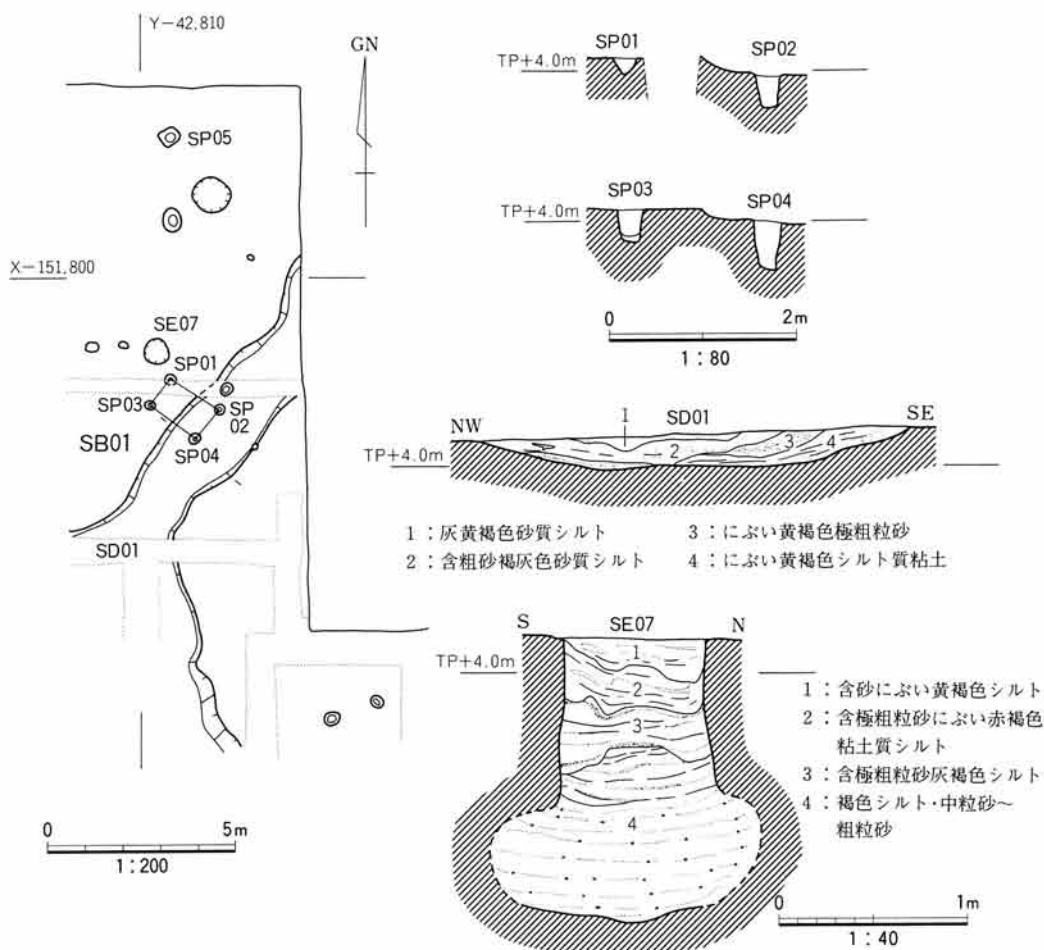 Y-42,810
GN
SP05
X-151,800
SE07
SP01
SP03
SP
02
SB01
SP04
SD01
0 5m
1:200
SP01
SP02
TP+4.0m
SP03
SP04
TP+4.0m
0 2m
1:80
NW
SD01
SE
1
2
3
4
TP+4.0m
1：灰黄褐色砂質シルト
2：含粗砂褐灰色砂質シルト
3：にぶい黄褐色極粗粒砂
4：にぶい黄褐色シルト質粘土
S
SE07
N
TP+4.0m
1
2
3
4
1：含砂にぶい黄褐色シルト
2：含極粗粒砂にぶい赤褐色
粘土質シルト
3：含極粗粒砂灰褐色シルト
4：褐色シルト・中粒砂～
粗粒砂
0 1m
1:40